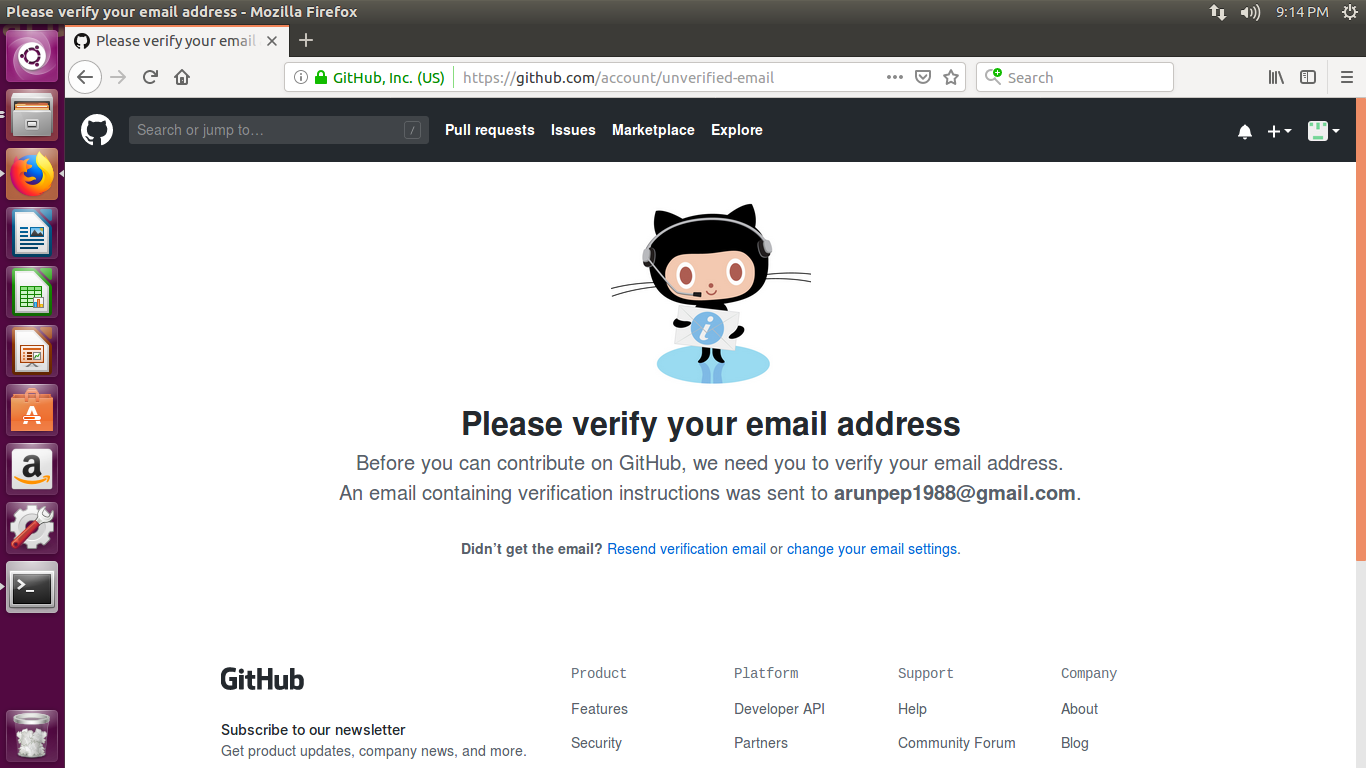 Please verify your email address - Mozilla Firefox
9:14 PM
Please verify your email
GitHub, Inc. (US)
https://github.com/account/unverified-email
Search
Search or jump to…
/
Pull requests
Issues
Marketplace
Explore
i
Please verify your email address
Before you can contribute on GitHub, we need you to verify your email address.
An email containing verification instructions was sent to arunpep1988@gmail.com.
Didn’t get the email? Resend verification email or change your email settings.
GitHub
Subscribe to our newsletter
Get product updates, company news, and more.
Product
Features
Security
Platform
Developer API
Partners
Support
Help
Community Forum
Company
About
Blog